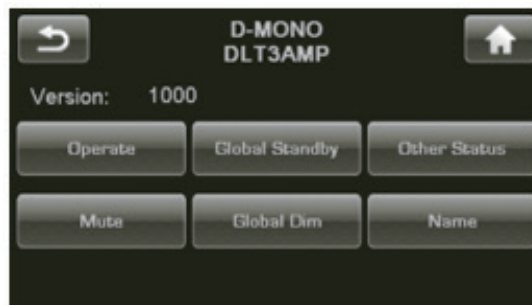 D-MONO
DLT3AMP
Version: 1000
Operate Global Standby Other Status
Mute Global Dim Name